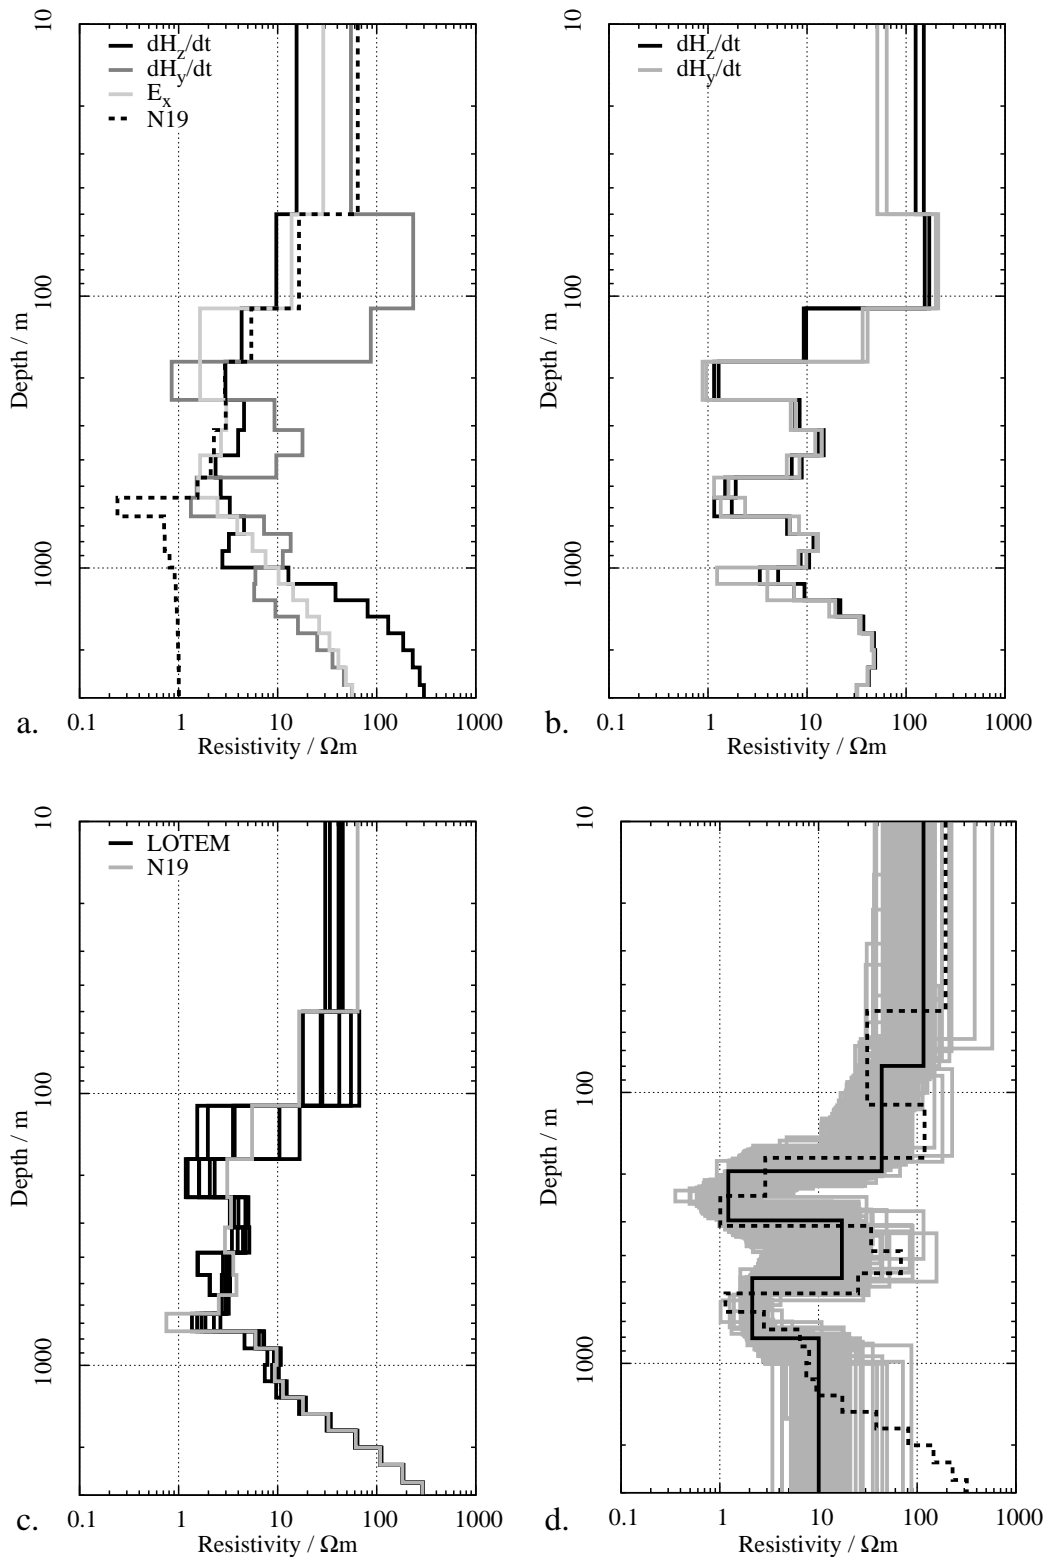 10
100
1000
Depth / m
dHz/dt
dHy/dt
Ex
N19
a.
0.1 1 10 100 1000
Resistivity / Ωm
10
100
1000
Depth / m
dHz/dt
dHy/dt
b.
0.1 1 10 100 1000
Resistivity / Ωm
10
100
1000
Depth / m
LOTEM
N19
c.
0.1 1 10 100 1000
Resistivity / Ωm
10
100
1000
Depth / m
d.
0.1 1 10 100 1000
Resistivity / Ωm